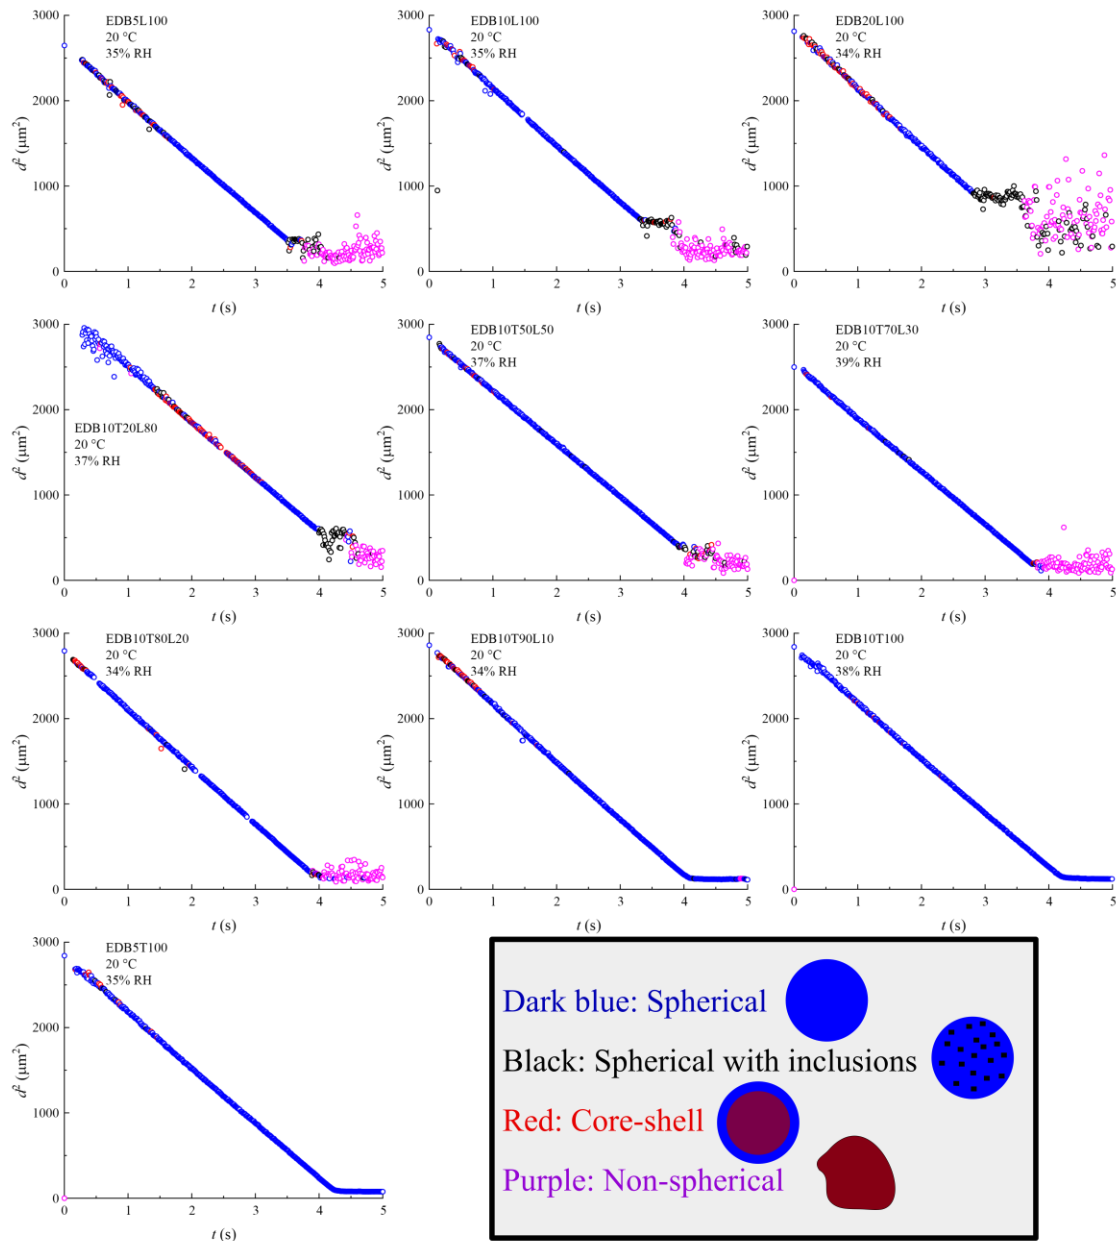 EDB5L100
20 °C
35% RH
3000
2000
1000
0
d² (μm²)
0 1 2 3 4 5
t (s)
EDB10L100
20 °C
35% RH
3000
2000
1000
0
d² (μm²)
0 1 2 3 4 5
t (s)
EDB20L100
20 °C
34% RH
3000
2000
1000
0
d² (μm²)
0 1 2 3 4 5
t (s)
EDB10T20L80
20 °C
37% RH
3000
2000
1000
0
d² (μm²)
0 1 2 3 4 5
t (s)
EDB10T50L50
20 °C
37% RH
3000
2000
1000
0
d² (μm²)
0 1 2 3 4 5
t (s)
EDB10T70L30
20 °C
39% RH
3000
2000
1000
0
d² (μm²)
0 1 2 3 4 5
t (s)
EDB10T80L20
20 °C
34% RH
3000
2000
1000
0
d² (μm²)
0 1 2 3 4 5
t (s)
EDB10T90L10
20 °C
34% RH
3000
2000
1000
0
d² (μm²)
0 1 2 3 4 5
t (s)
EDB10T100
20 °C
38% RH
3000
2000
1000
0
d² (μm²)
0 1 2 3 4 5
t (s)
EDB5T100
20 °C
35% RH
3000
2000
1000
0
d² (μm²)
0 1 2 3 4 5
t (s)
Dark blue: Spherical
Black: Spherical with inclusions
Red: Core-shell
Purple: Non-spherical